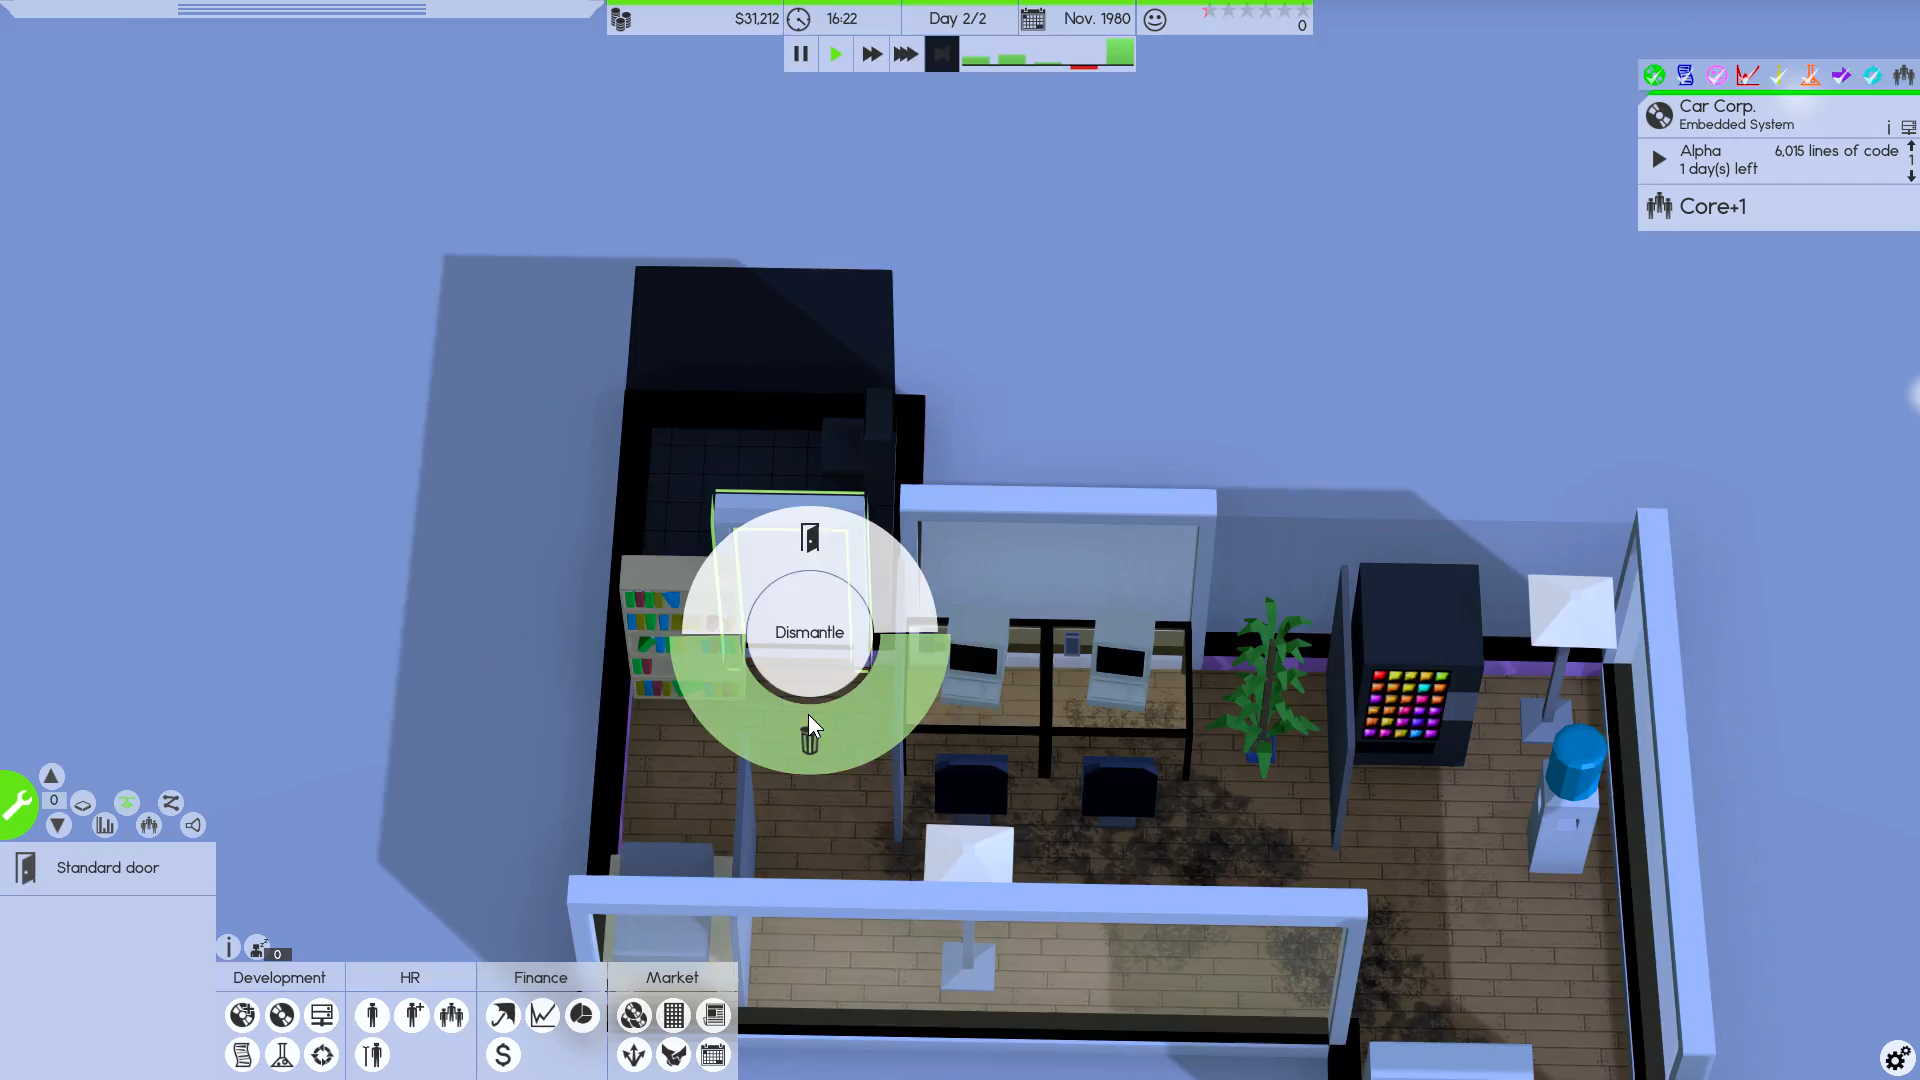 $31,212
16:22
Day 2/2
Nov. 1980
0
Car Corp.
Embedded System
i
Alpha
6,015 lines of code
1 day(s) left
1
Core+1
Dismantle
0
Standard door
i
0
Development
HR
Finance
Market
$